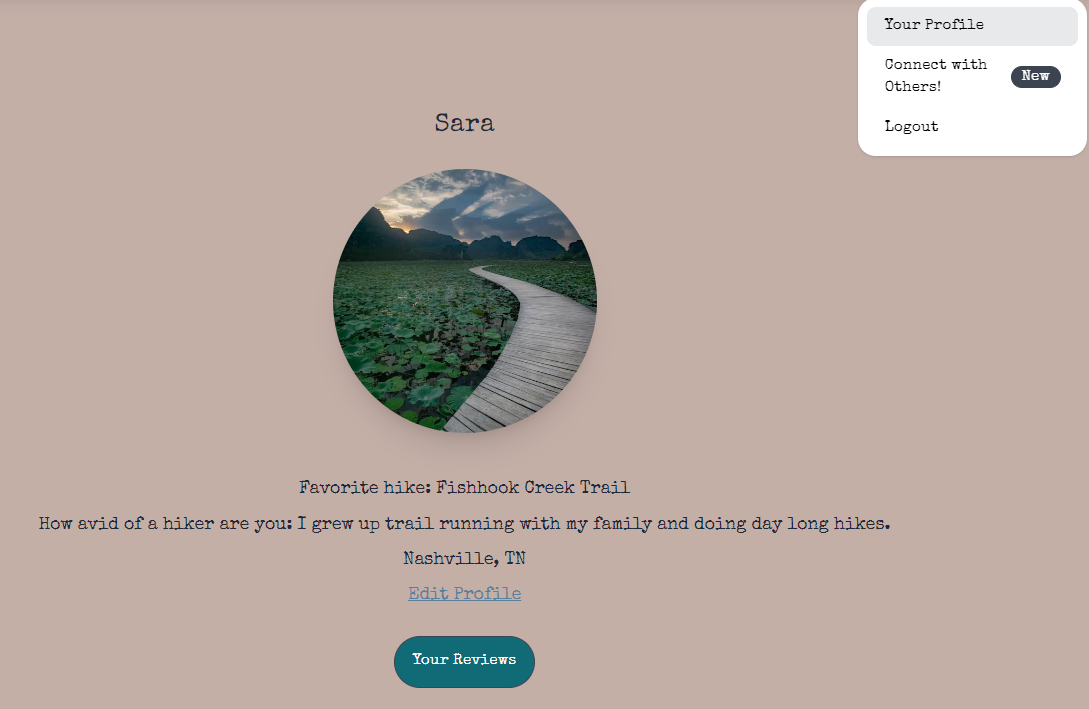 Your Profile
Connect with
Others!
New
Logout
Sara
Favorite hike: Fishhook Creek Trail
How avid of a hiker are you: I grew up trail running with my family and doing day long hikes.
Nashville, TN
Edit Profile
Your Reviews